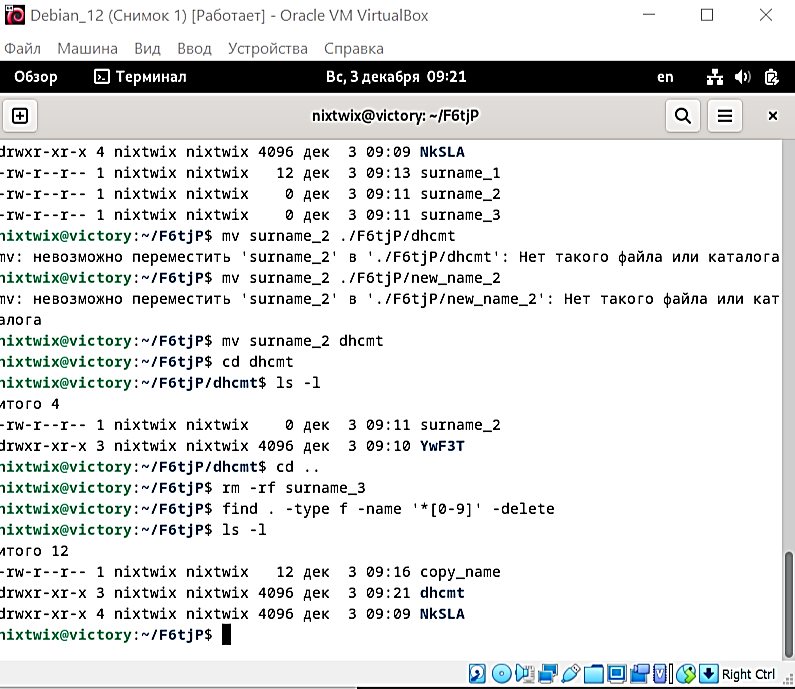 Debian_12 (Снимок 1) [Работает] - Oracle VM VirtualBox
Файл Машина Вид Ввод Устройства Справка
Обзор Терминал Вс, 3 декабря 09:21 en
nixtwix@victory: ~/F6tjP
drwxr-xr-x 4 nixtwix nixtwix 4096 дек 3 09:09 NkSLA
-rw-r--r-- 1 nixtwix nixtwix 12 дек 3 09:13 surname_1
-rw-r--r-- 1 nixtwix nixtwix 0 дек 3 09:11 surname_2
-rw-r--r-- 1 nixtwix nixtwix 0 дек 3 09:11 surname_3
nixtwix@victory:~/F6tjP$ mv surname_2 ./F6tjP/dhcmt
mv: невозможно переместить 'surname_2' в './F6tjP/dhcmt': Нет такого файла или каталога
nixtwix@victory:~/F6tjP$ mv surname_2 ./F6tjP/new_name_2
mv: невозможно переместить 'surname_2' в './F6tjP/new_name_2': Нет такого файла или кат
алога
nixtwix@victory:~/F6tjP$ mv surname_2 dhcmt
nixtwix@victory:~/F6tjP$ cd dhcmt
nixtwix@victory:~/F6tjP/dhcmt$ ls -l
итого 4
-rw-r--r-- 1 nixtwix nixtwix 0 дек 3 09:11 surname_2
drwxr-xr-x 3 nixtwix nixtwix 4096 дек 3 09:10 YwF3T
nixtwix@victory:~/F6tjP/dhcmt$ cd ..
nixtwix@victory:~/F6tjP$ rm -rf surname_3
nixtwix@victory:~/F6tjP$ find . -type f -name '*[0-9]' -delete
nixtwix@victory:~/F6tjP$ ls -l
итого 12
-rw-r--r-- 1 nixtwix nixtwix 12 дек 3 09:16 copy_name
drwxr-xr-x 3 nixtwix nixtwix 4096 дек 3 09:21 dhcmt
drwxr-xr-x 4 nixtwix nixtwix 4096 дек 3 09:09 NkSLA
nixtwix@victory:~/F6tjP$
Right Ctrl